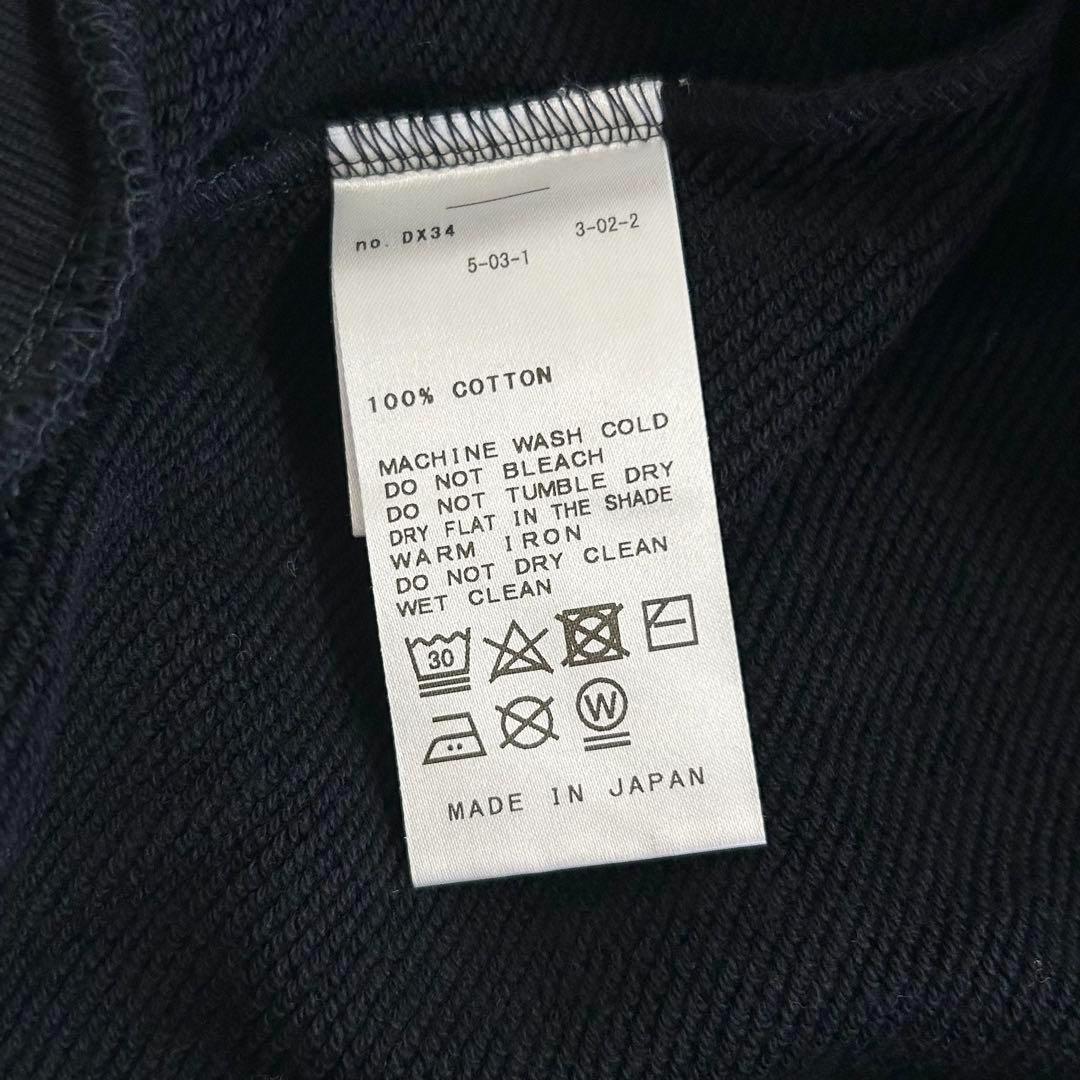 no. DX34
3-02-2
5-03-1
100% COTTON
MACHINE WASH COLD
DO NOT BLEACH
DO NOT TUMBLE DRY
DRY FLAT IN THE SHADE
WARM IRON
DO NOT DRY CLEAN
WET CLEAN
30
W
MADE IN JAPAN